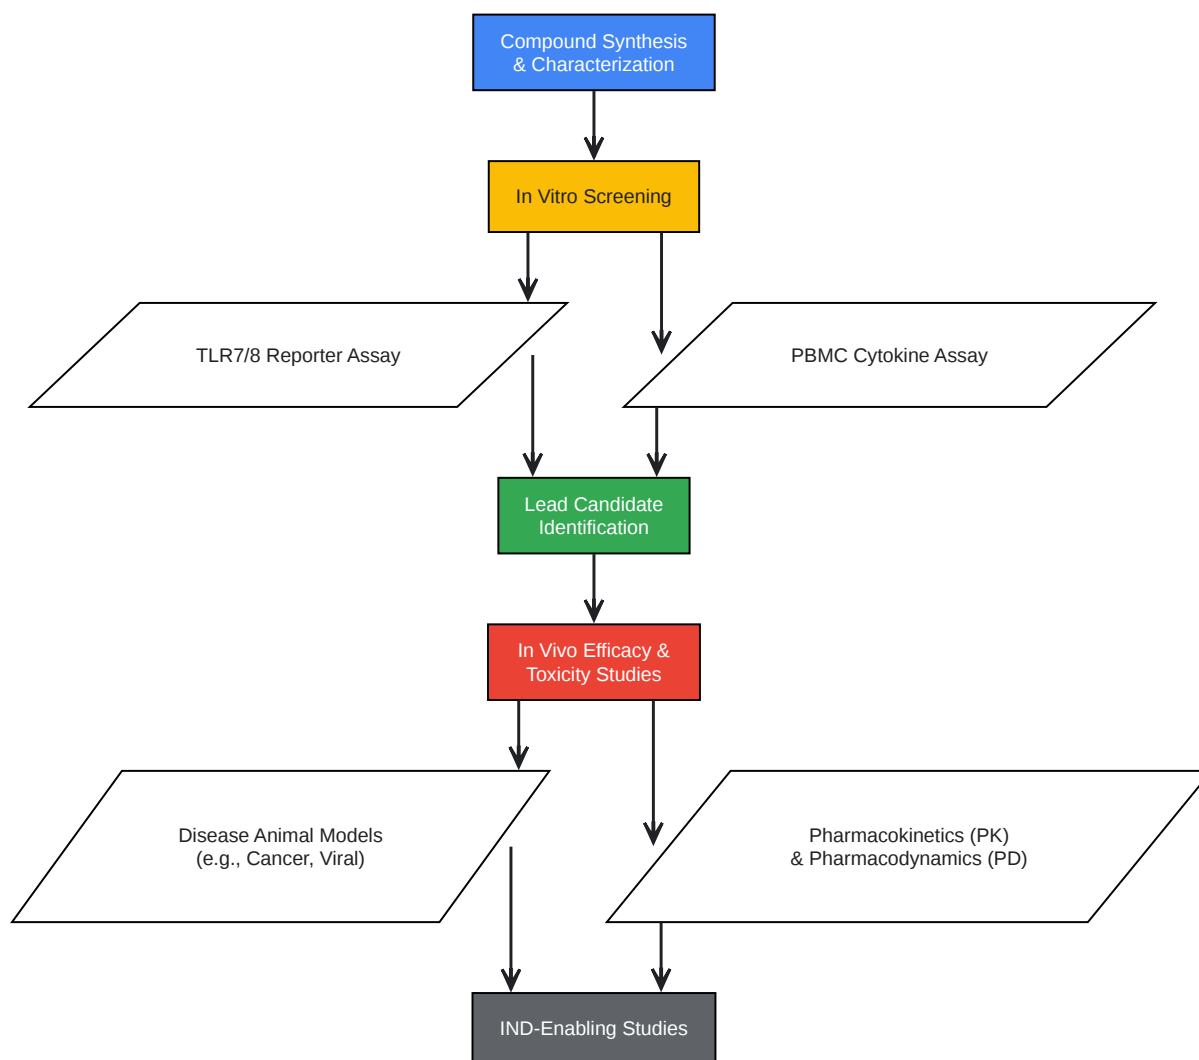 Compound Synthesis
& Characterization
In Vitro Screening
TLR7/8 Reporter Assay
PBMC Cytokine Assay
Lead Candidate
Identification
In Vivo Efficacy &
Toxicity Studies
Disease Animal Models
(e.g., Cancer, Viral)
Pharmacokinetics (PK)
& Pharmacodynamics (PD)
IND-Enabling Studies